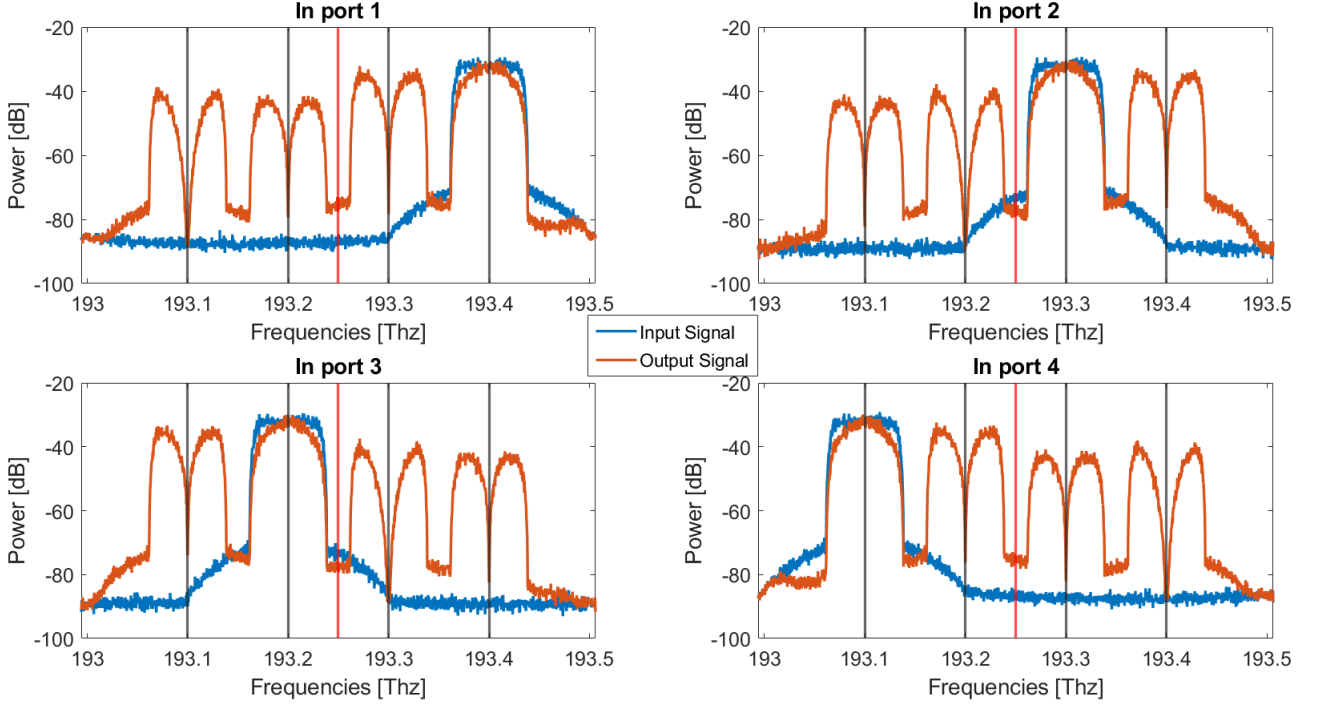 In port 1
Power [dB]
-20
-40
-60
-80
-100
193 193.1 193.2 193.3 193.4 193.5
Frequencies [Thz]
In port 2
Power [dB]
-20
-40
-60
-80
-100
193 193.1 193.2 193.3 193.4 193.5
Frequencies [Thz]
Input Signal
Output Signal
In port 3
Power [dB]
-20
-40
-60
-80
-100
193 193.1 193.2 193.3 193.4 193.5
Frequencies [Thz]
In port 4
Power [dB]
-20
-40
-60
-80
-100
193 193.1 193.2 193.3 193.4 193.5
Frequencies [Thz]